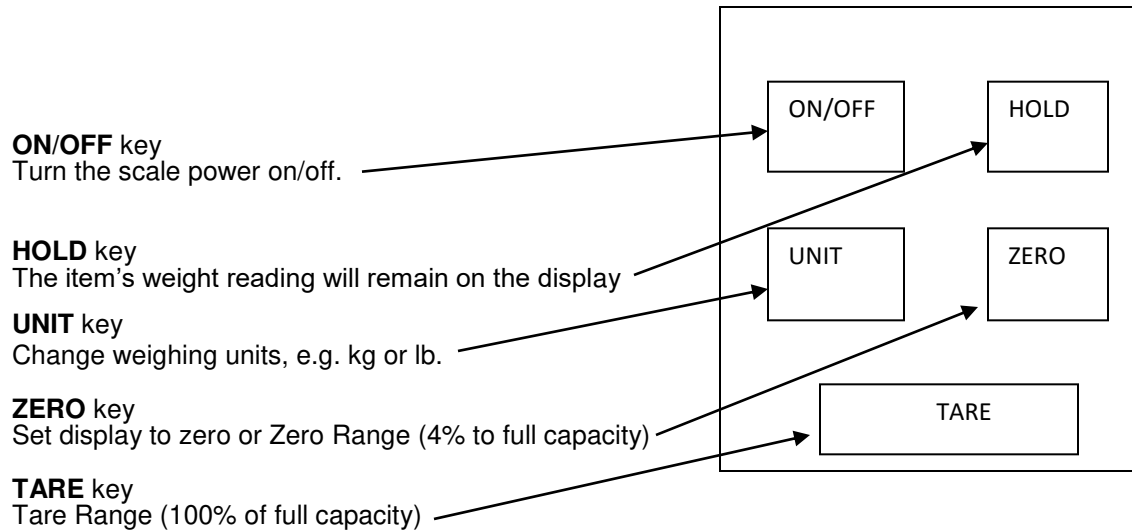 ON/OFF HOLD
ON/OFF key
Turn the scale power on/off.
HOLD key
The item’s weight reading will remain on the display
UNIT ZERO
UNIT key
Change weighing units, e.g. kg or lb.
ZERO key
Set display to zero or Zero Range (4% to full capacity)
TARE
TARE key
Tare Range (100% of full capacity)